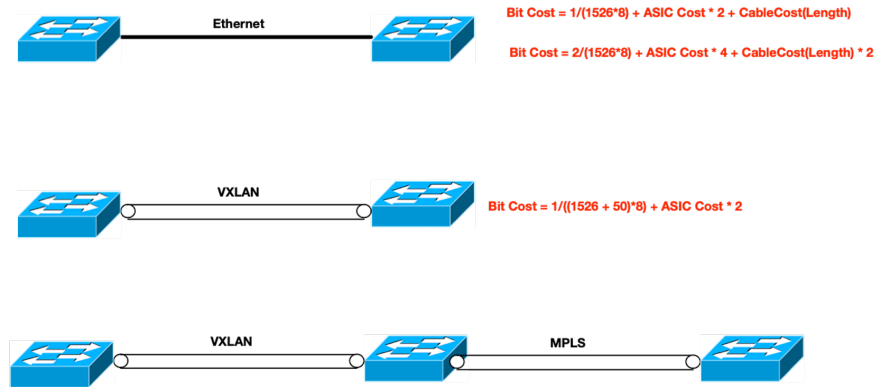 Ethernet
Bit Cost = 1/(1526*8) + ASIC Cost * 2 + CableCost(Length)
Bit Cost = 2/(1526*8) + ASIC Cost * 4 + CableCost(Length) * 2
VXLAN
Bit Cost = 1/((1526 + 50)*8) + ASIC Cost * 2
VXLAN
MPLS